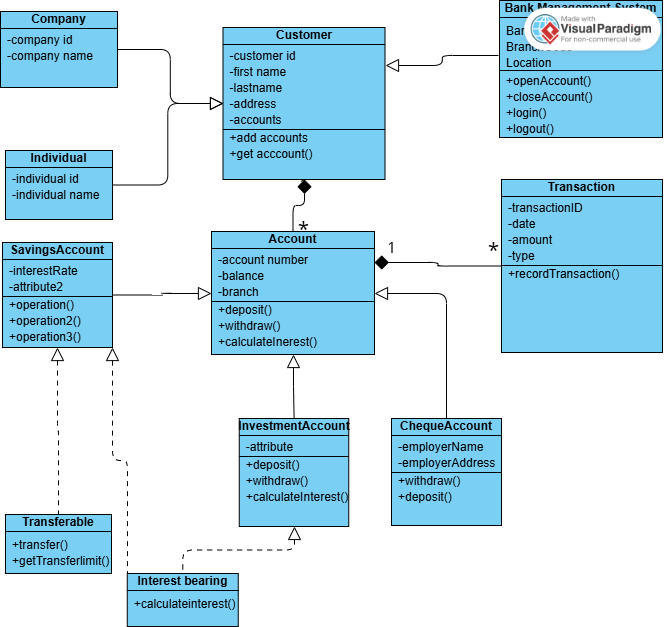 Company
-company id
-company name
Customer
-customer id
-first name
-lastname
-address
-accounts
+add accounts
+get acccount()
Bank Management System
Made with
Visual Paradigm
For non-commercial use
Location
+openAccount()
+closeAccount()
+login()
+logout()
Individual
-individual id
-individual name
Transaction
-transactionID
-date
-amount
-type
+recordTransaction()
*
Account
-account number
-balance
-branch
+deposit()
+withdraw()
+calculateInerest()
1
*
SavingsAccount
-interestRate
-attribute2
+operation()
+operation2()
+operation3()
InvestmentAccount
-attribute
+deposit()
+withdraw()
+calculateInterest()
ChequeAccount
-employerName
-employerAddress
+withdraw()
+deposit()
Transferable
+transfer()
+getTransferlimit()
Interest bearing
+calculateinterest()